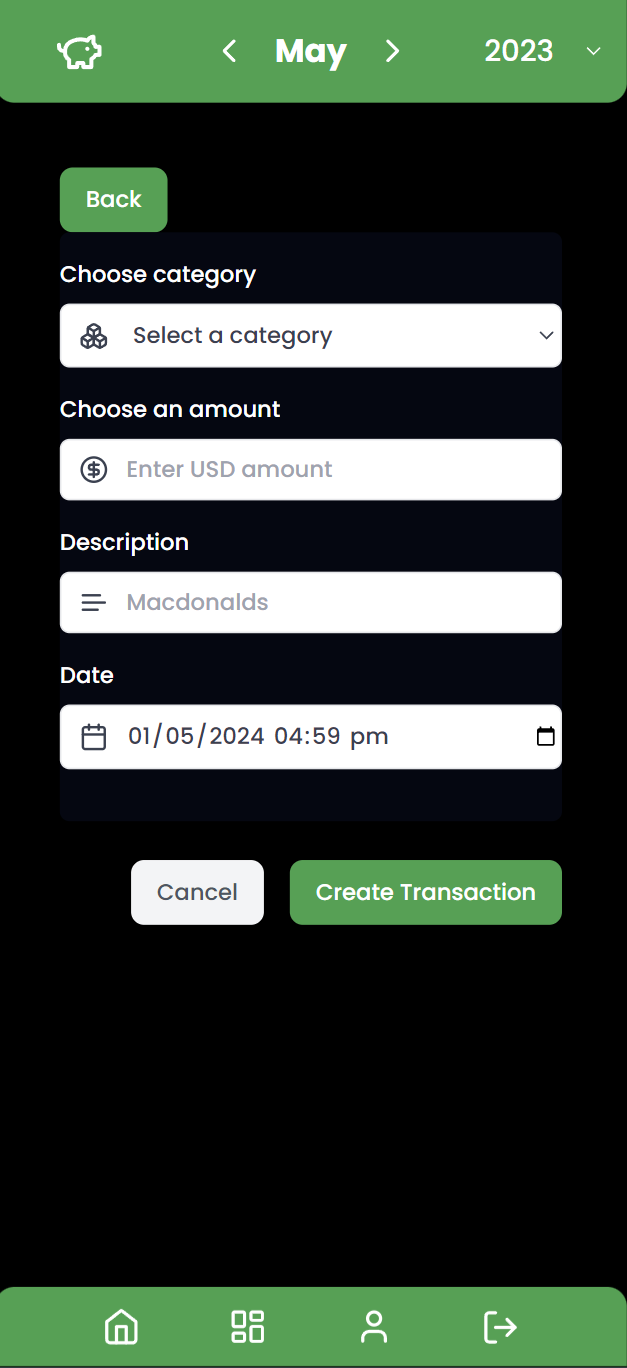 May
2023
Back
Choose category
Select a category
Choose an amount
Enter USD amount
Description
Macdonalds
Date
01/05/2024 04:59 pm
Cancel
Create Transaction